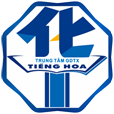 化
TRUNG TÂM GDTX
TIẾNG HOA